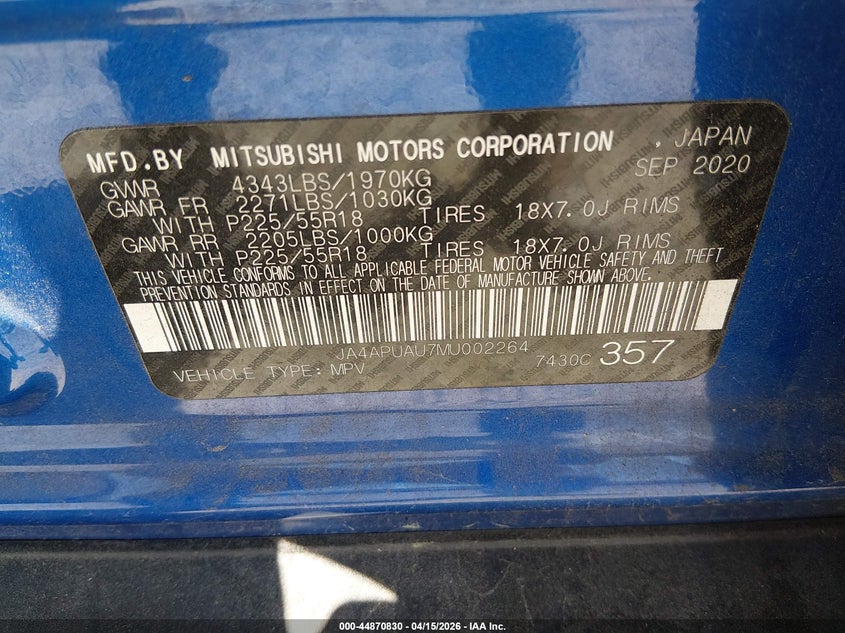 MFD.BY MITSUBISHI MOTORS CORPORATION , JAPAN
GVWR 4343LBS/1970KG SEP 2020
GAWR FR 2271LBS/1030KG
WITH P225/55R18 TIRES 18X7.0J RIMS
GAWR RR 2205LBS/1000KG
WITH P225/55R18 TIRES 18X7.0J RIMS
THIS VEHICLE CONFORMS TO ALL APPLICABLE FEDERAL MOTOR VEHICLE SAFETY AND THEFT
PREVENTION STANDARDS IN EFFECT ON THE DATE OF MANUFACTURE SHOWN ABOVE.
JA4APUAU7MU002264 7430C 357
VEHICLE TYPE: MPV
000-44870830 - 04/15/2026 - IAA Inc.